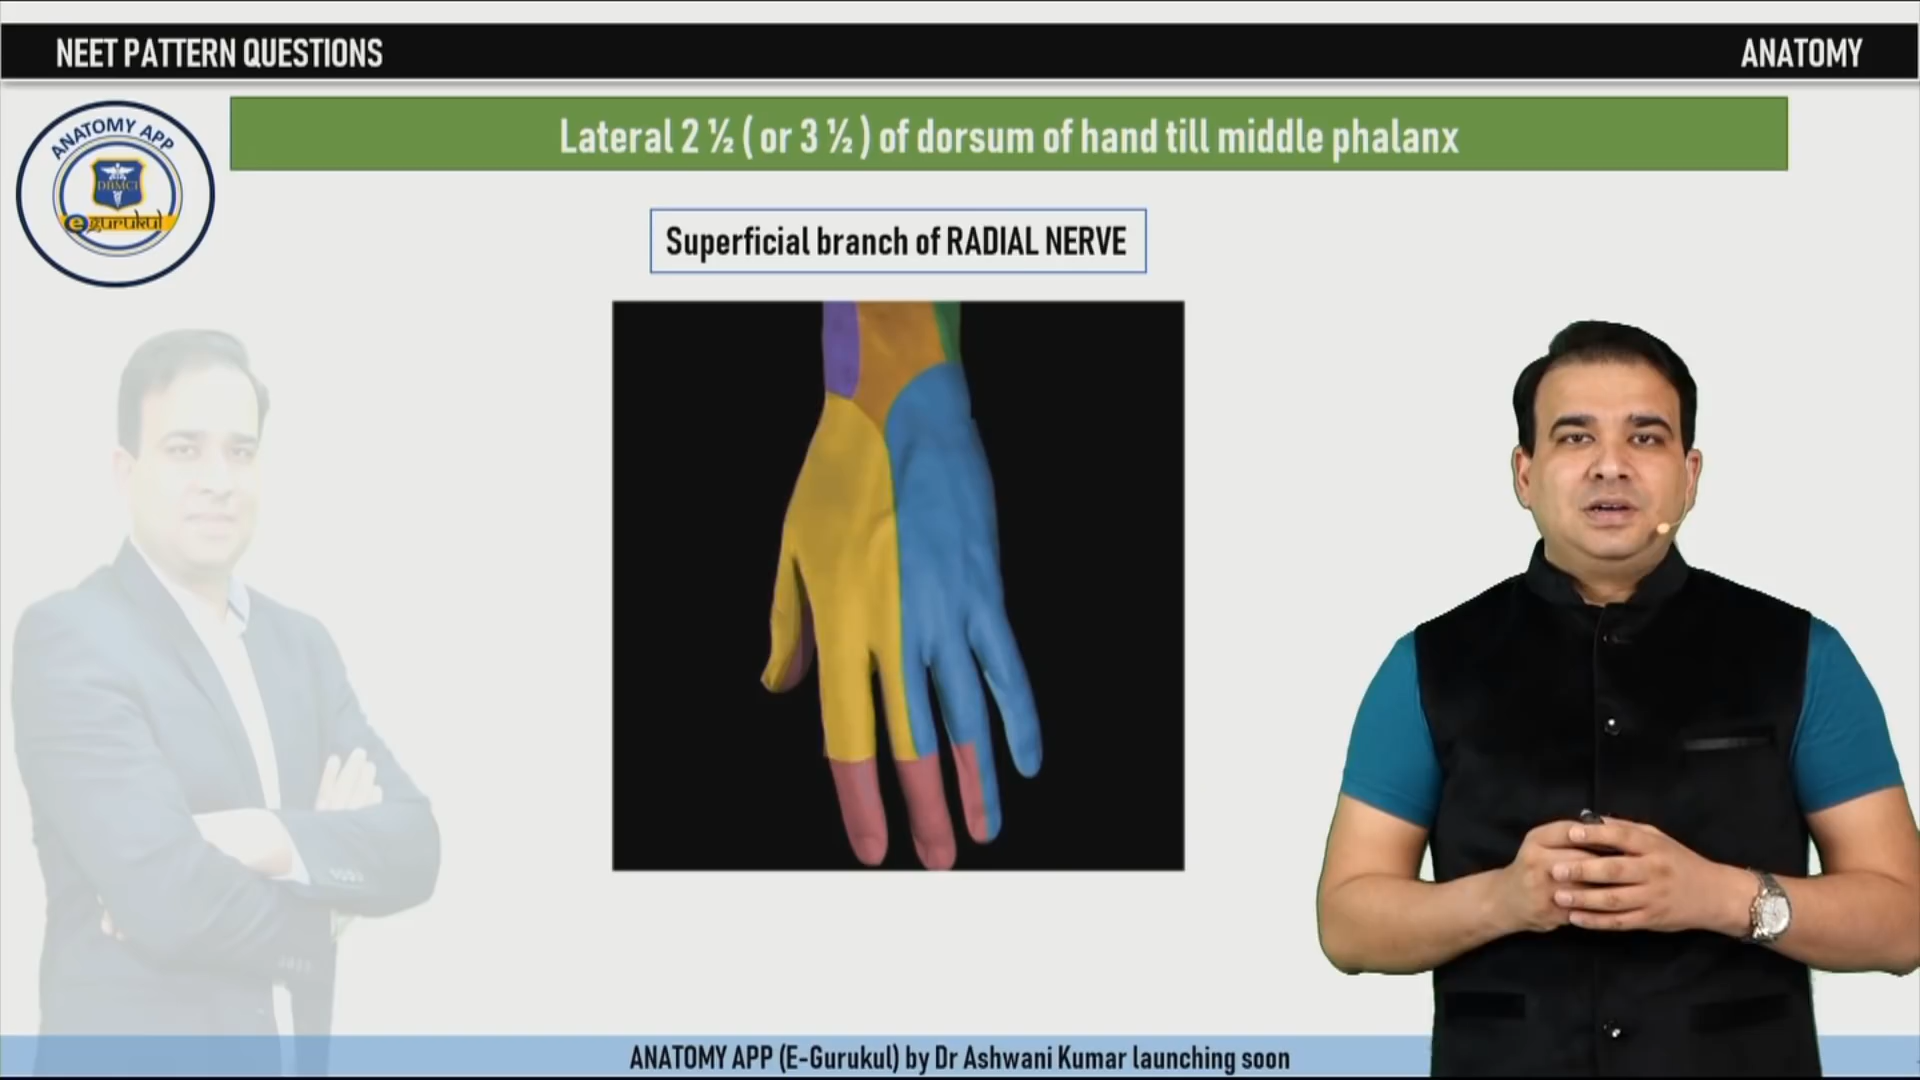 NEET PATTERN QUESTIONS
ANATOMY
ANATOMY APP
DBMCI
egurukul
Lateral 2 ½ ( or 3 ½ ) of dorsum of hand till middle phalanx
Superficial branch of RADIAL NERVE
ANATOMY APP (E-Gurukul) by Dr Ashwani Kumar launching soon